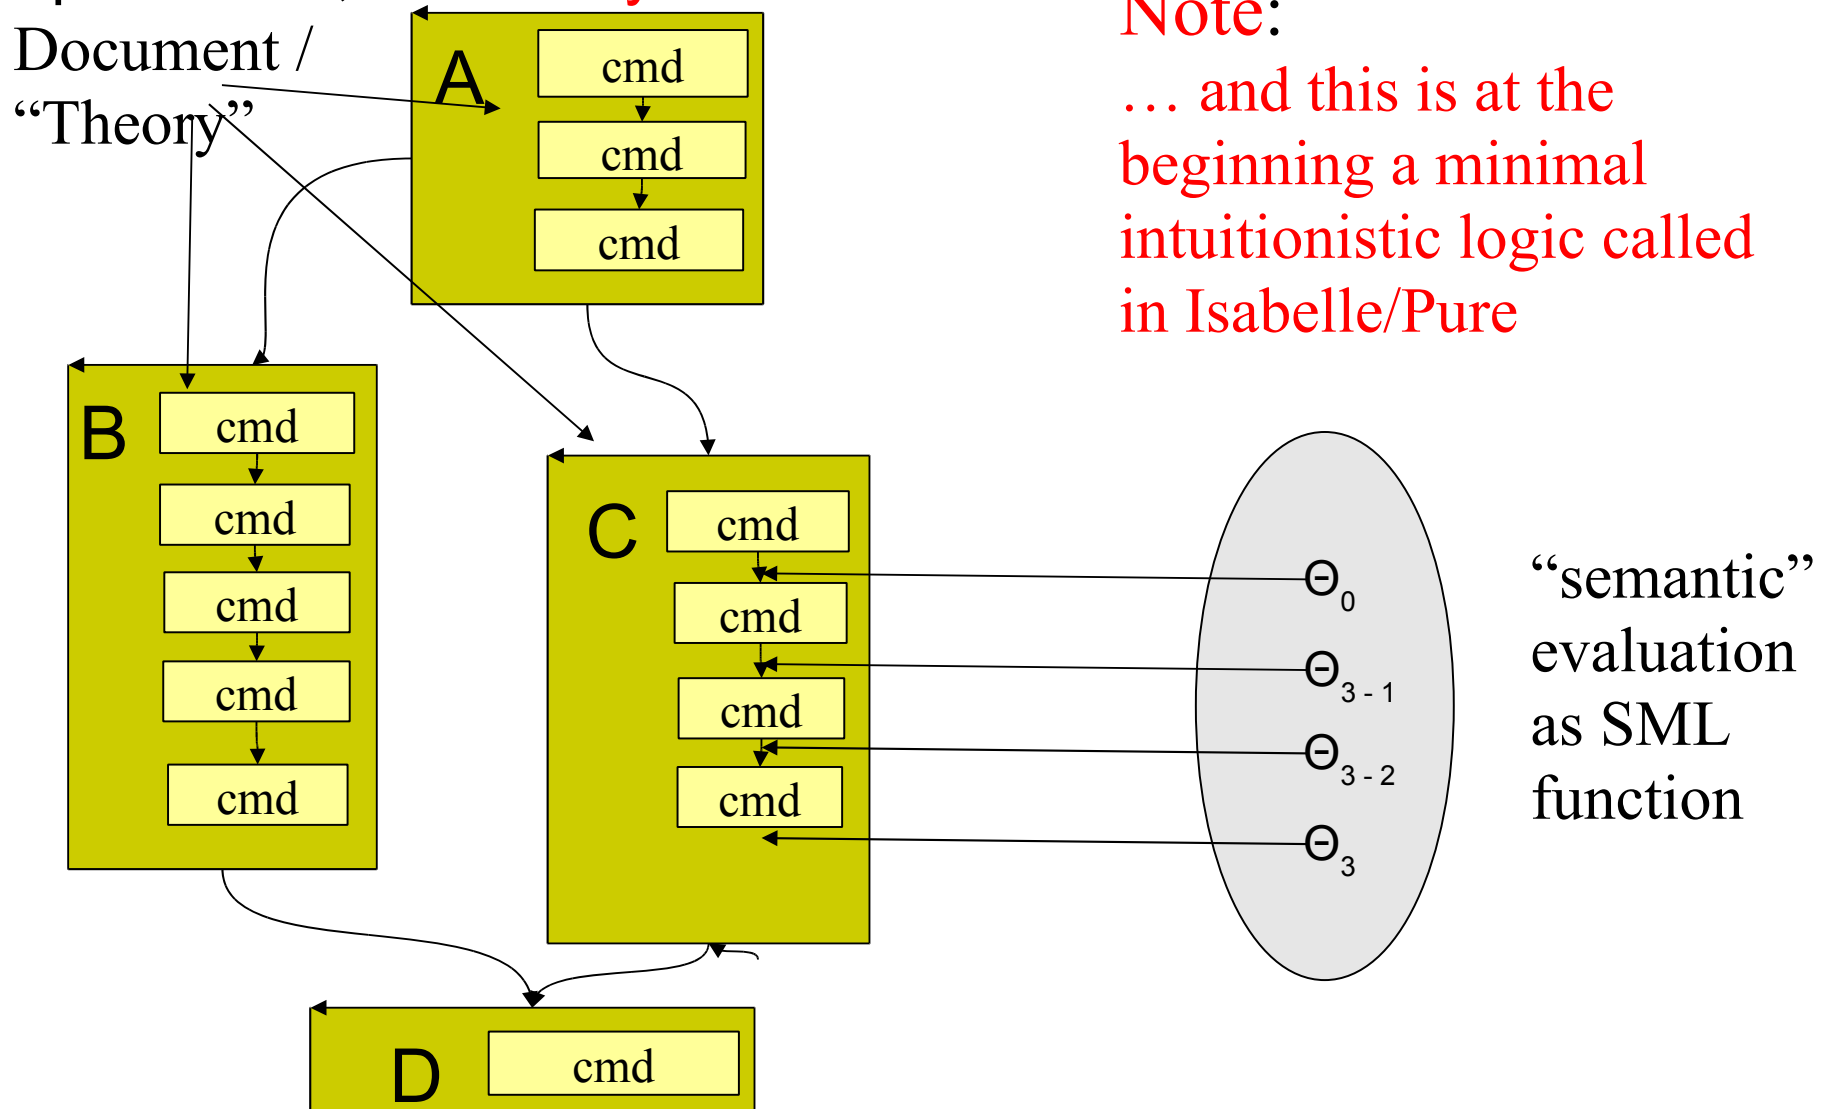 Document /
“Theory”
A
cmd
cmd
cmd
Note:
… and this is at the
beginning a minimal
intuitionistic logic called
in Isabelle/Pure
B
cmd
cmd
cmd
cmd
cmd
C
cmd
cmd
cmd
cmd
Θ0
Θ3 - 1
Θ3 - 2
Θ3
“semantic”
evaluation
as SML
function
D
cmd